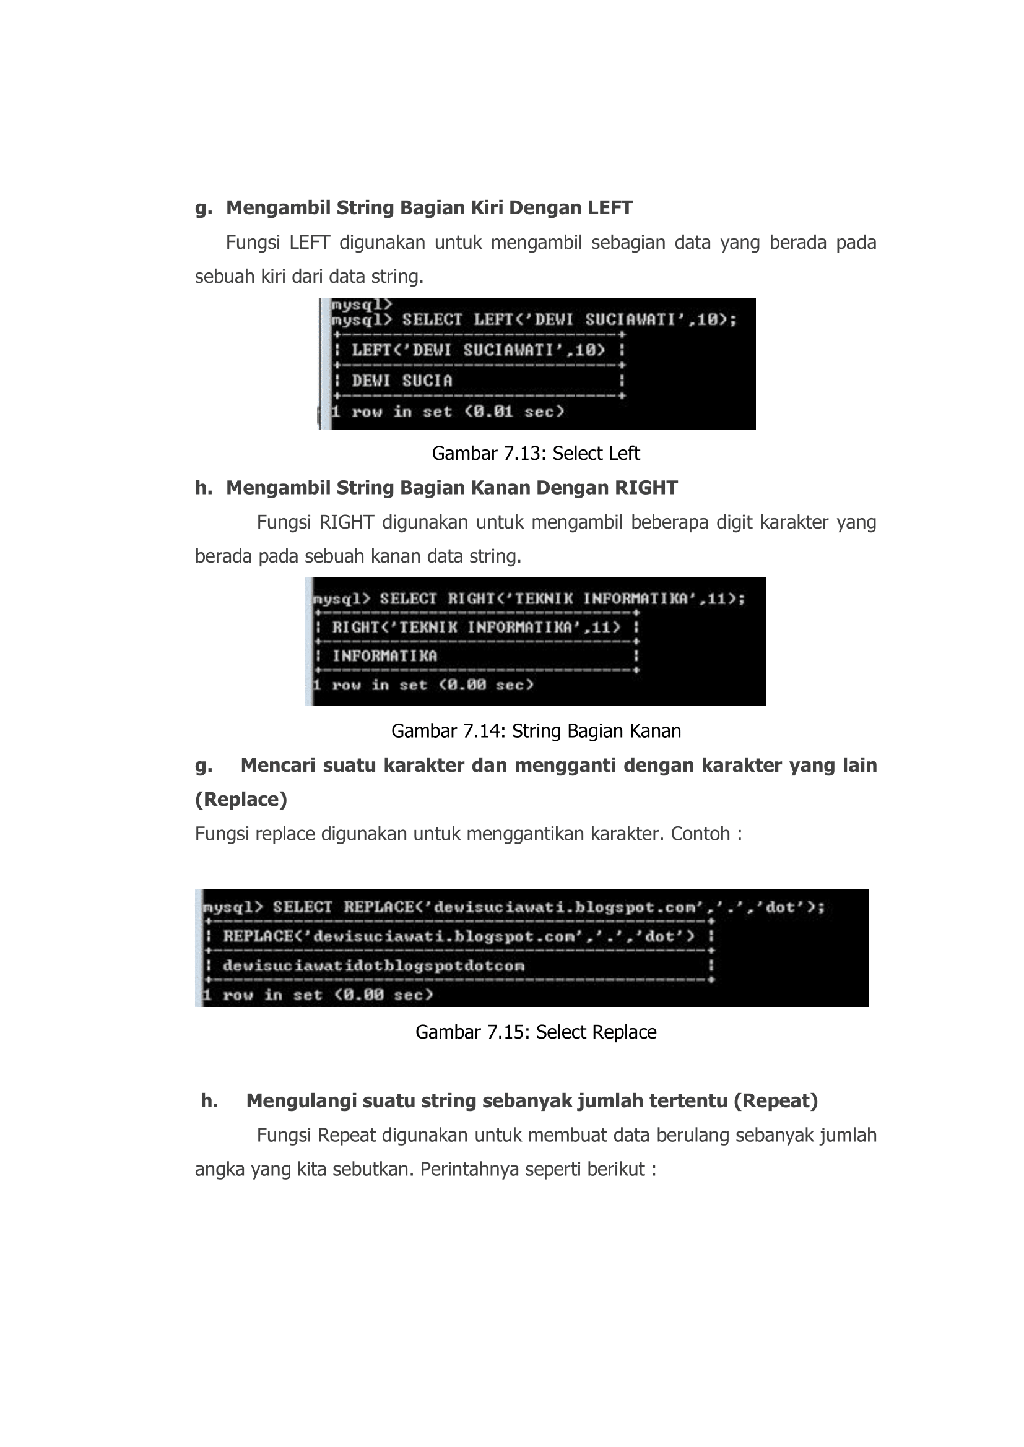 g. Mengambil String Bagian Kiri Dengan LEFT
Fungsi LEFT digunakan untuk mengambil sebagian data yang berada pada
sebuah kiri dari data string.
mysql>
mysql> SELECT LEFT('DEWI SUCIAWATI',10);
+----------------------------+
| LEFT('DEWI SUCIAWATI',10) |
+----------------------------+
| DEWI SUCIA |
+----------------------------+
1 row in set (0.01 sec)
Gambar 7.13: Select Left
h. Mengambil String Bagian Kanan Dengan RIGHT
Fungsi RIGHT digunakan untuk mengambil beberapa digit karakter yang
berada pada sebuah kanan data string.
mysql> SELECT RIGHT('TEKNIK INFORMATIKA',11);
+--------------------------------+
| RIGHT('TEKNIK INFORMATIKA',11) |
+--------------------------------+
| INFORMATIKA |
+--------------------------------+
1 row in set (0.00 sec)
Gambar 7.14: String Bagian Kanan
g. Mencari suatu karakter dan mengganti dengan karakter yang lain
(Replace)
Fungsi replace digunakan untuk menggantikan karakter. Contoh :
mysql> SELECT REPLACE('dewisuciawati.blogspot.com','.','dot');
+-------------------------------------------------+
| REPLACE('dewisuciawati.blogspot.com','.','dot') |
+-------------------------------------------------+
| dewisuciawatidotblogspotdotcom |
+-------------------------------------------------+
1 row in set (0.00 sec)
Gambar 7.15: Select Replace
h. Mengulangi suatu string sebanyak jumlah tertentu (Repeat)
Fungsi Repeat digunakan untuk membuat data berulang sebanyak jumlah
angka yang kita sebutkan. Perintahnya seperti berikut :